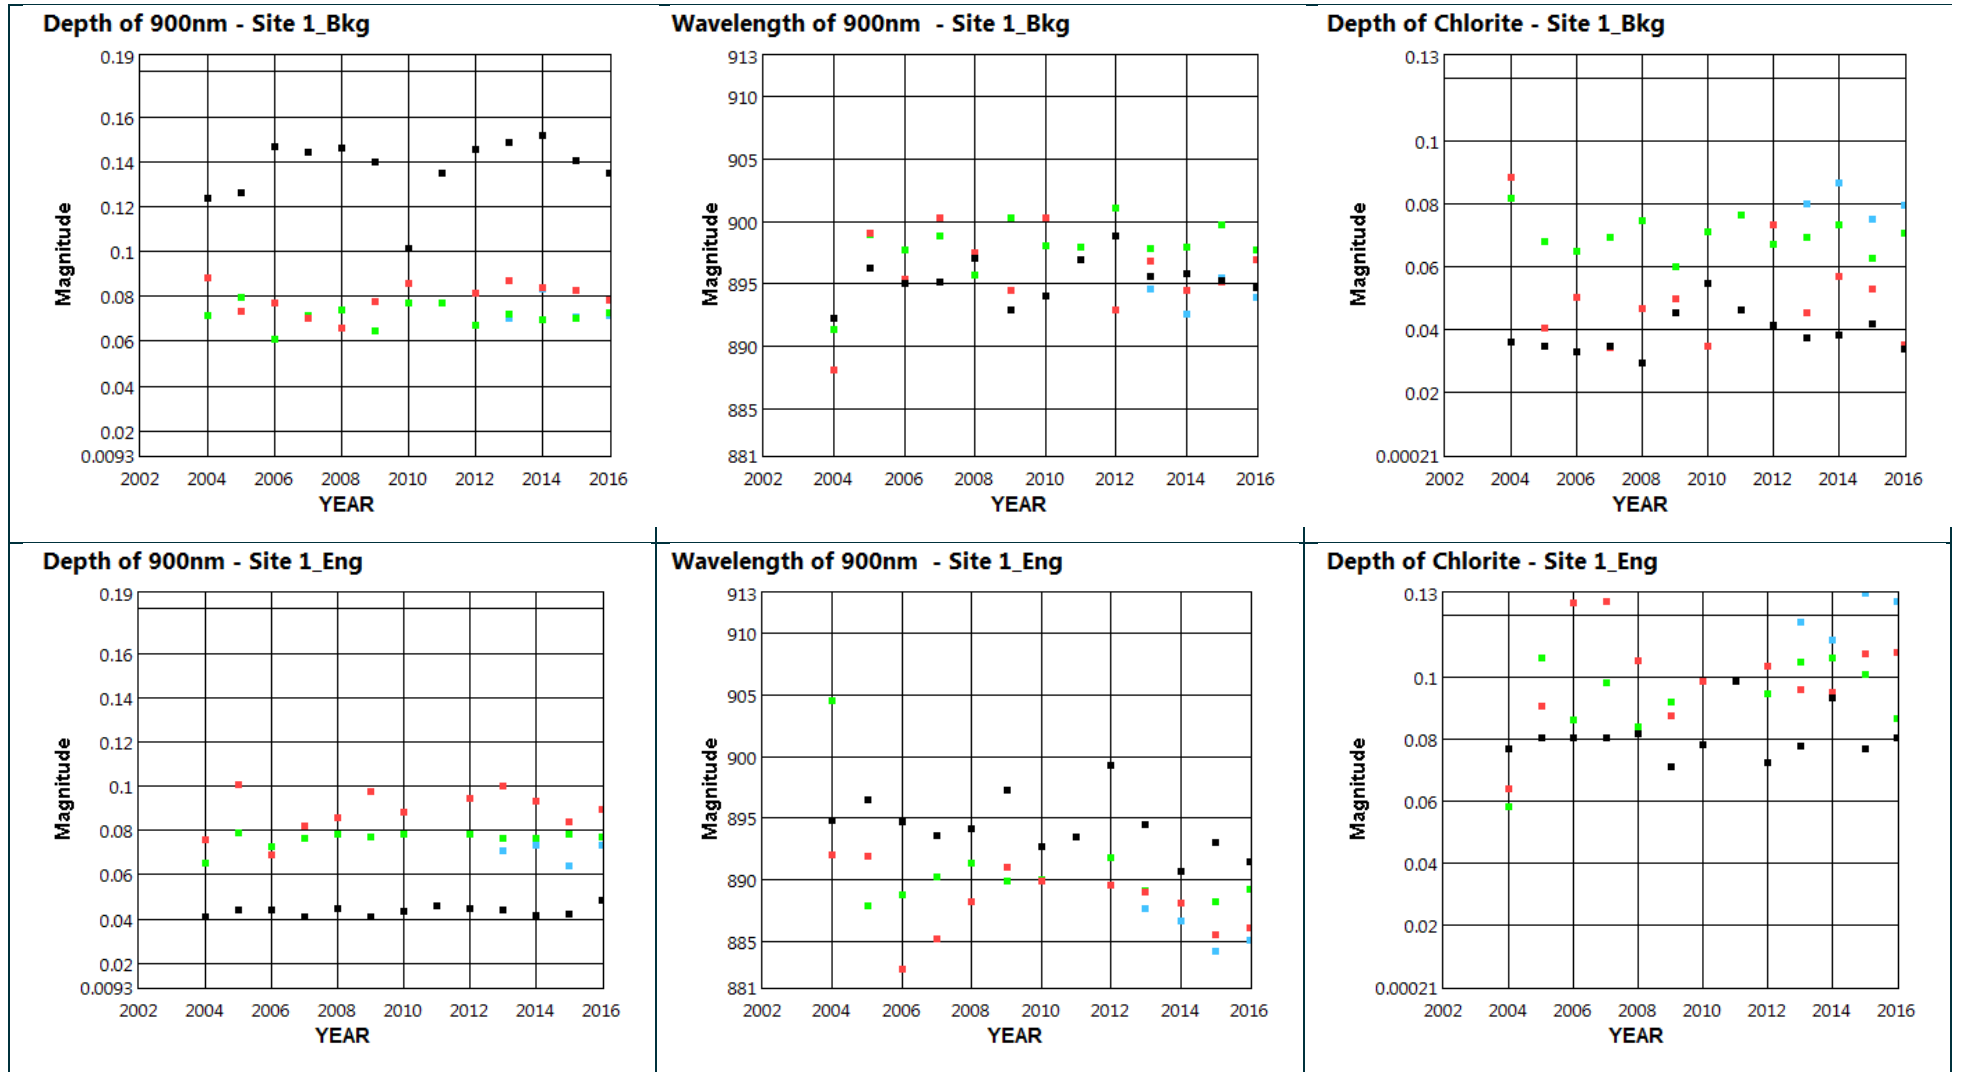 Depth of 900nm - Site 1_Bkg
0.19
0.16
0.14
0.12
0.1
0.08
0.06
0.04
0.02
0.0093
Magnitude
2002 2004 2006 2008 2010 2012 2014 2016
YEAR
Wavelength of 900nm - Site 1_Bkg
913
910
905
900
895
890
885
881
Magnitude
2002 2004 2006 2008 2010 2012 2014 2016
YEAR
Depth of Chlorite - Site 1_Bkg
0.13
0.1
0.08
0.06
0.04
0.02
0.00021
Magnitude
2002 2004 2006 2008 2010 2012 2014 2016
YEAR
Depth of 900nm - Site 1_Eng
0.19
0.16
0.14
0.12
0.1
0.08
0.06
0.04
0.02
0.0093
Magnitude
2002 2004 2006 2008 2010 2012 2014 2016
YEAR
Wavelength of 900nm - Site 1_Eng
913
910
905
900
895
890
885
881
Magnitude
2002 2004 2006 2008 2010 2012 2014 2016
YEAR
Depth of Chlorite - Site 1_Eng
0.13
0.1
0.08
0.06
0.04
0.02
0.00021
Magnitude
2002 2004 2006 2008 2010 2012 2014 2016
YEAR